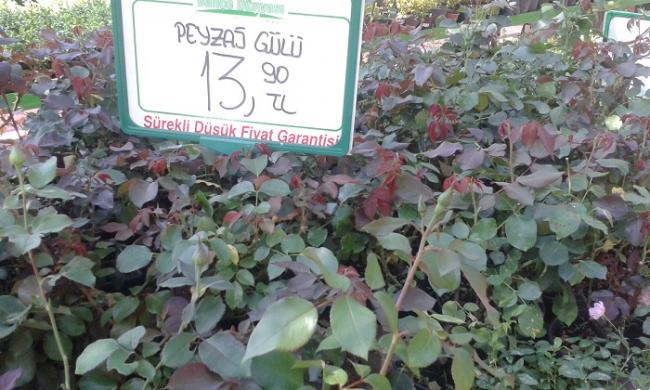 PEYZAJ GÜLÜ
13,90 TL
Sürekli Düşük Fiyat Garantisi